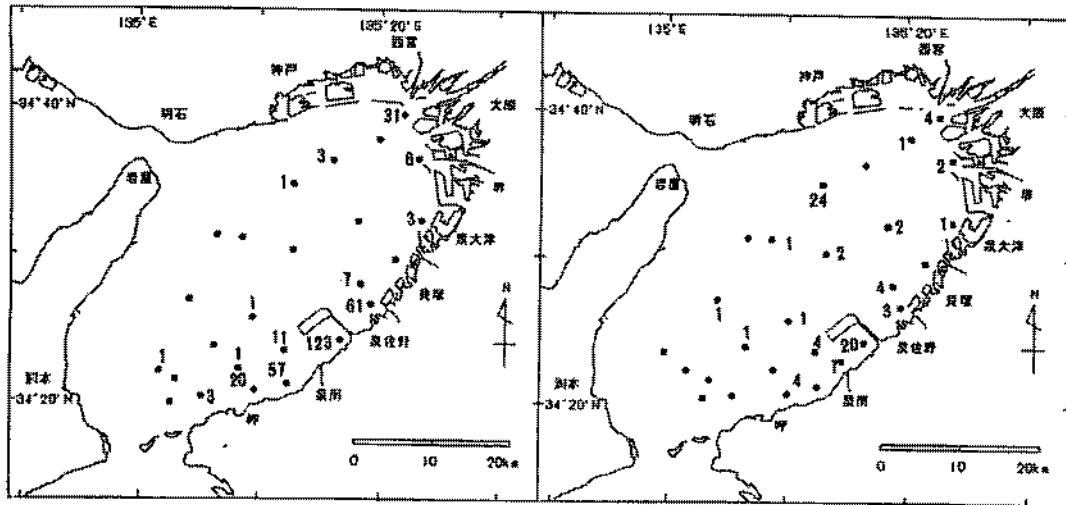 135°E
135°20′E
西宮
神戸
34°40′N
明石
大阪
31
3
6
岩屋
1
堺
3
泉大津
7
貝塚
61
N
1
泉佐野
123
11
1
1
20
57
洲本
3
泉南
34°20′N
岬
0
10
20km
135°E
135°20′E
西宮
神戸
34°40′N
明石
大阪
4
1
2
岩屋
24
堺
2
1
泉大津
1
2
4
貝塚
3
N
1
1
泉佐野
20
1
4
1
洲本
4
泉南
34°20′N
岬
0
10
20km